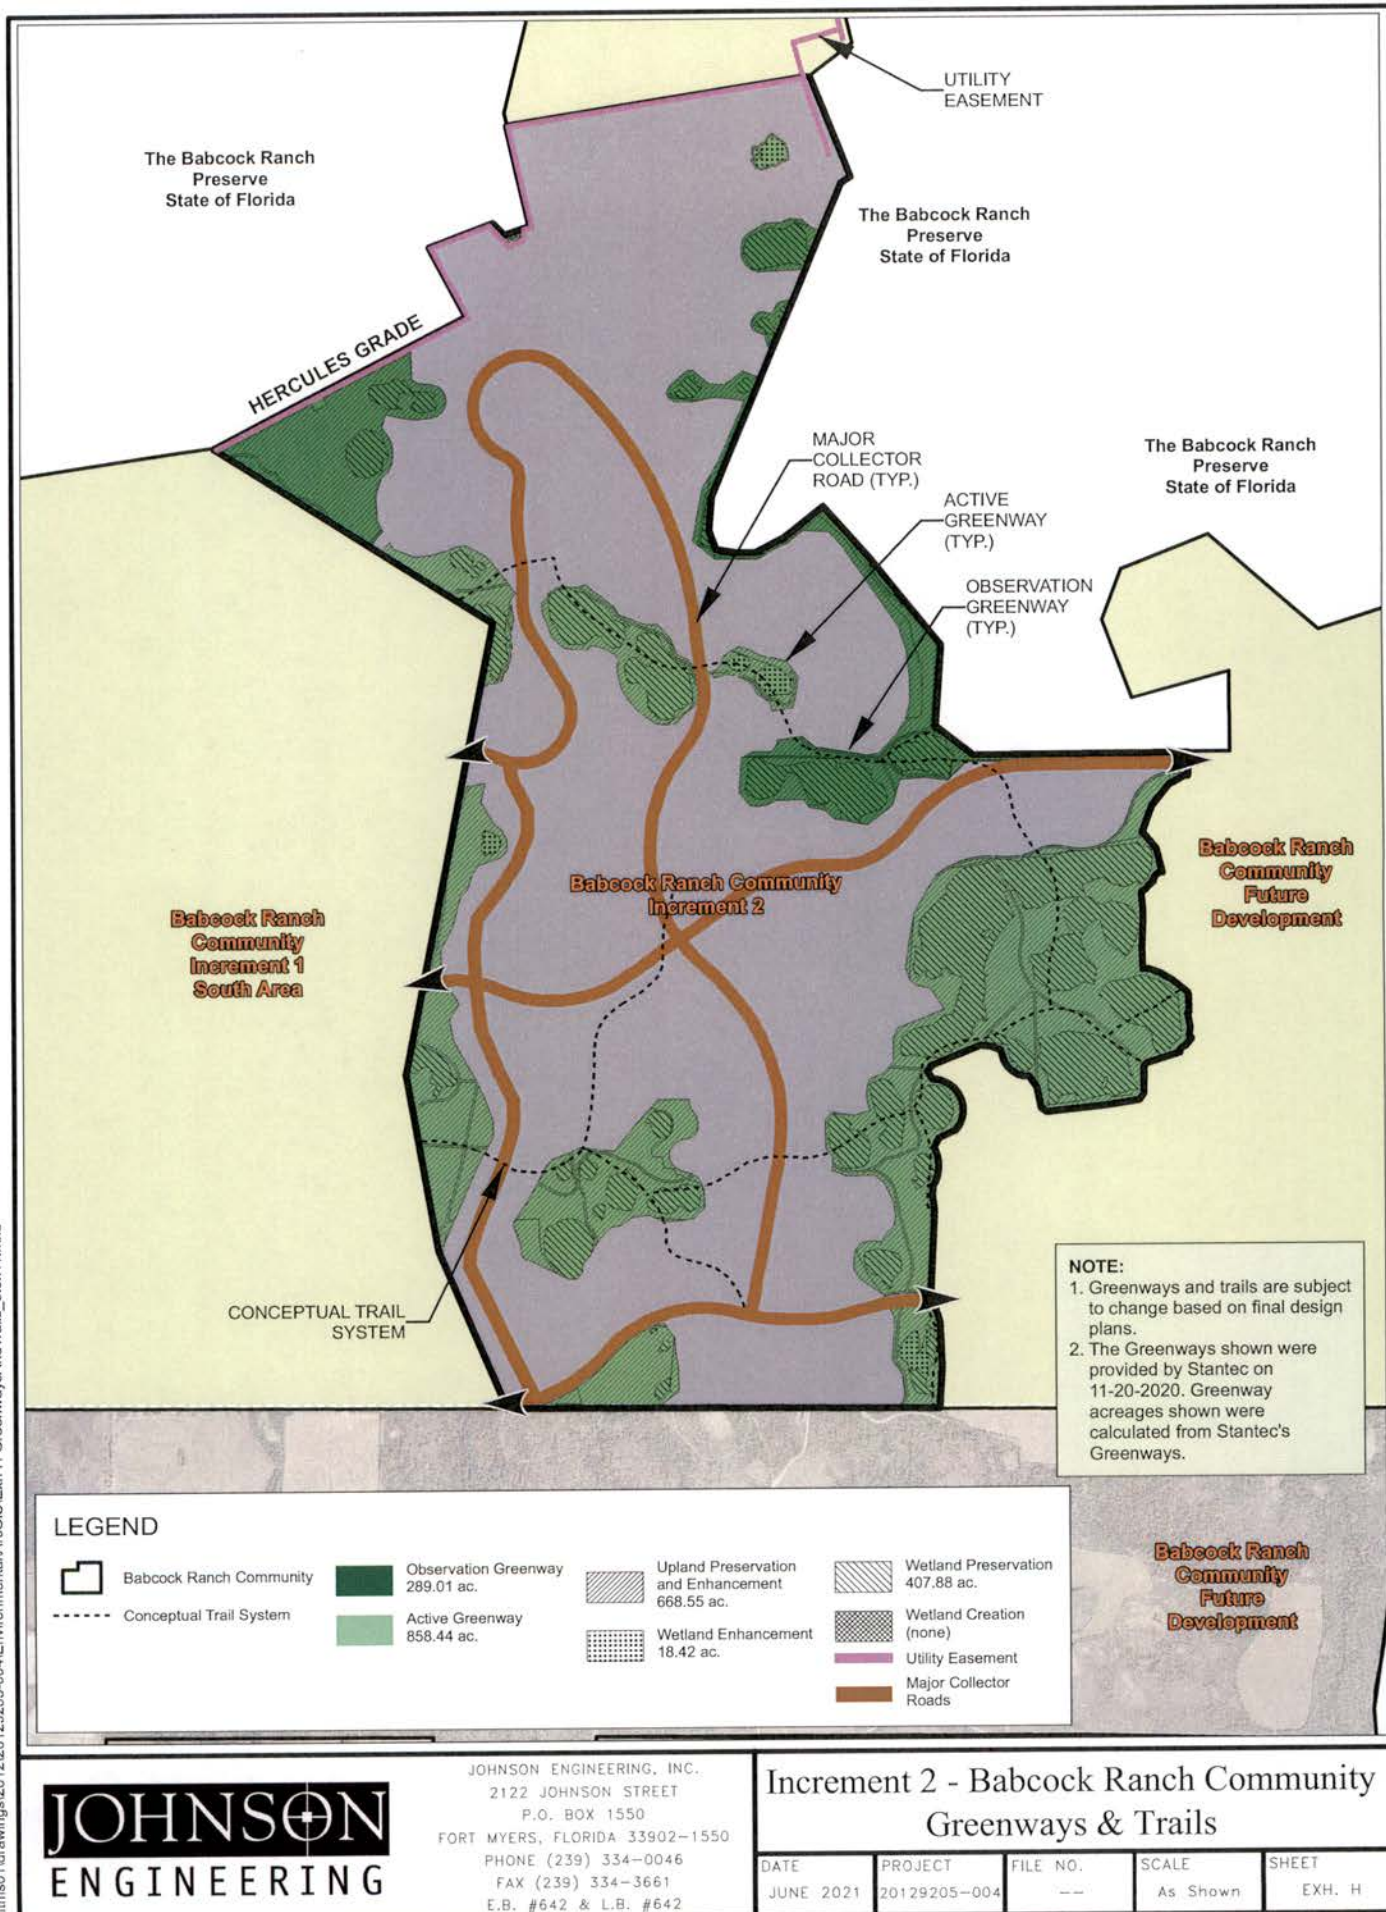 UTILITY
EASEMENT
The Babcock Ranch
Preserve
State of Florida
The Babcock Ranch
Preserve
State of Florida
HERCULES GRADE
MAJOR
COLLECTOR
ROAD (TYP.)
The Babcock Ranch
Preserve
State of Florida
ACTIVE
GREENWAY
(TYP.)
OBSERVATION
GREENWAY
(TYP.)
Babcock Ranch Community
Increment 2
Babcock Ranch
Community
Future
Development
Babcock Ranch
Community
Increment 1
South Area
CONCEPTUAL TRAIL
SYSTEM
NOTE:
1. Greenways and trails are subject
to change based on final design
plans.
2. The Greenways shown were
provided by Stantec on
11-20-2020. Greenway
acreages shown were
calculated from Stantec's
Greenways.
LEGEND
Babcock Ranch Community
Conceptual Trail System
Observation Greenway
289.01 ac.
Active Greenway
858.44 ac.
Upland Preservation
and Enhancement
668.55 ac.
Wetland Enhancement
18.42 ac.
Wetland Preservation
407.88 ac.
Wetland Creation
(none)
Utility Easement
Major Collector
Roads
Babcock Ranch
Community
Future
Development
JOHNSON
ENGINEERING
JOHNSON ENGINEERING, INC.
2122 JOHNSON STREET
P.O. BOX 1550
FORT MYERS, FLORIDA 33902-1550
PHONE (239) 334-0046
FAX (239) 334-3661
E.B. #642 & L.B. #642
Increment 2 - Babcock Ranch Community
Greenways & Trails
DATE
JUNE 2021
PROJECT
20129205-004
FILE NO.
--
SCALE
As Shown
SHEET
EXH. H